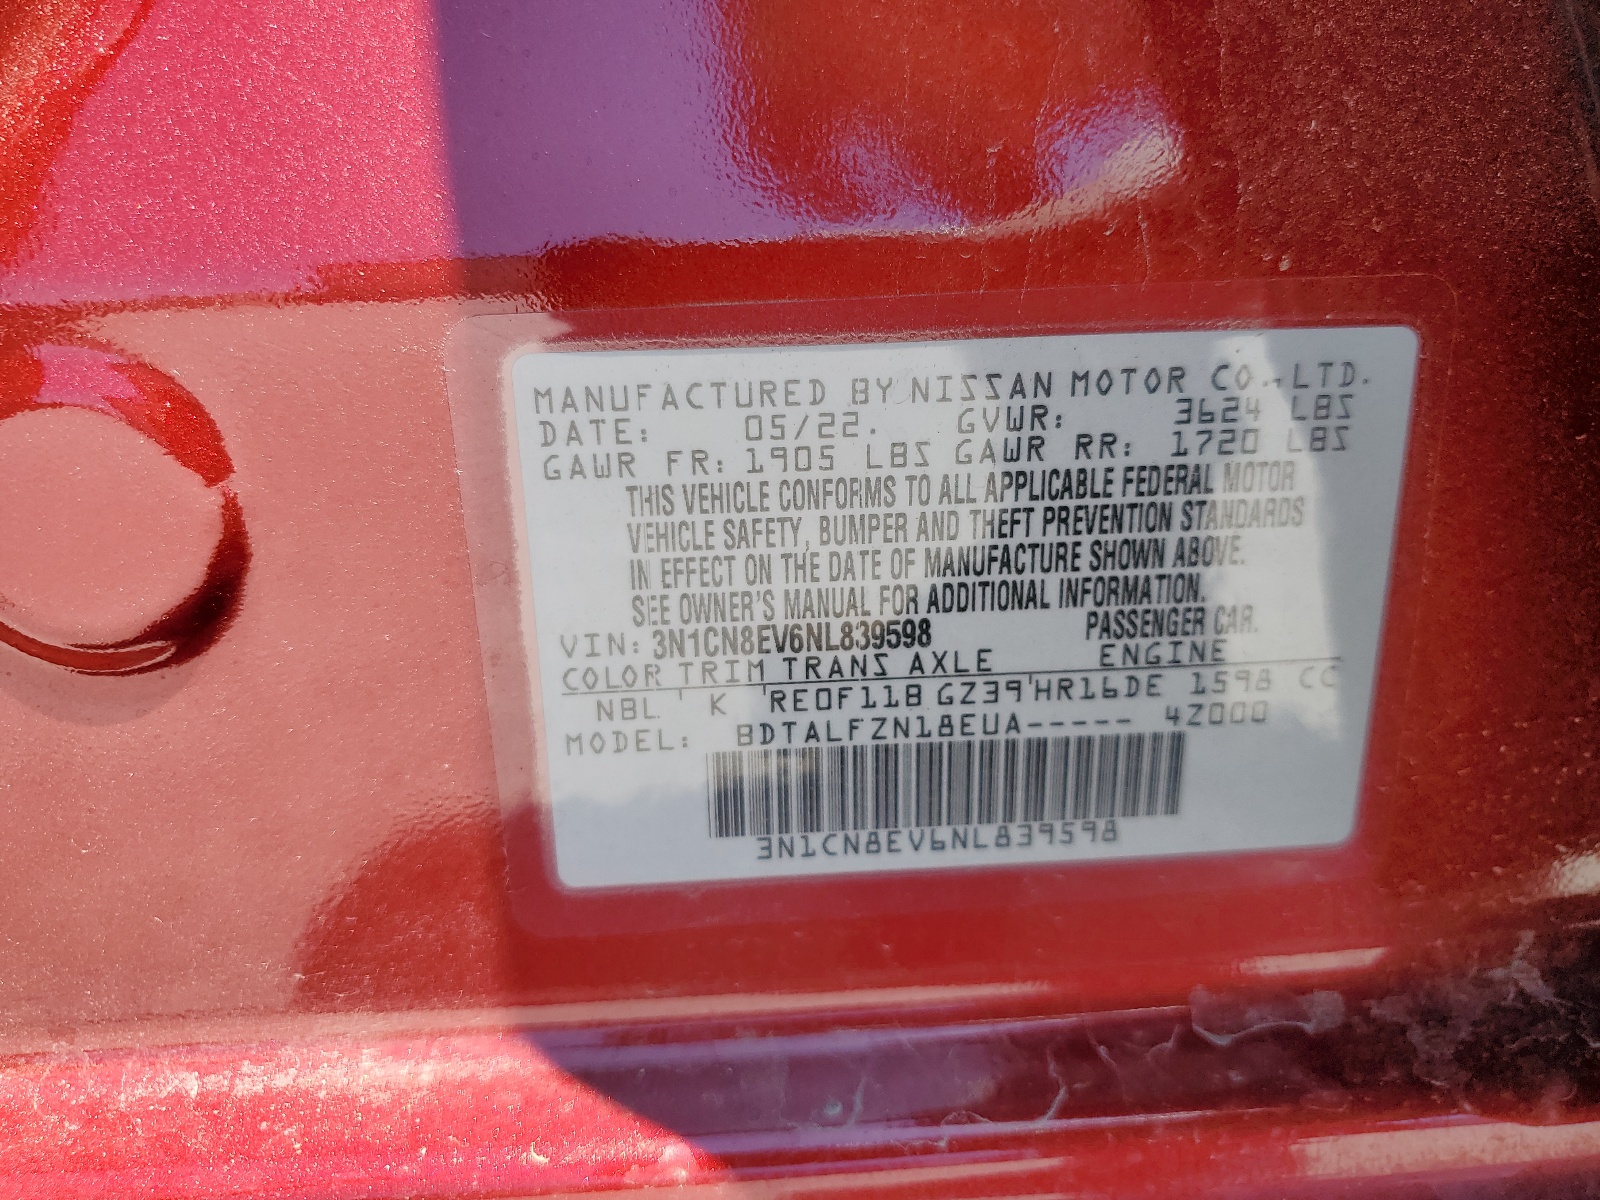 MANUFACTURED BY NISSAN MOTOR CO.,LTD.
DATE: 05/22. GVWR: 3624 LBS
GAWR FR: 1905 LBS GAWR RR: 1720 LBS
THIS VEHICLE CONFORMS TO ALL APPLICABLE FEDERAL MOTOR
VEHICLE SAFETY, BUMPER AND THEFT PREVENTION STANDARDS
IN EFFECT ON THE DATE OF MANUFACTURE SHOWN ABOVE.
SEE OWNER'S MANUAL FOR ADDITIONAL INFORMATION.
VIN: 3N1CN8EV6NL839598 PASSENGER CAR.
COLOR TRIM TRANS AXLE ENGINE
NBL K RE0F11B GZ39 HR16DE 1598 CC
MODEL: BDTALFZN18EUA----- 4Z000
3N1CN8EV6NL839598